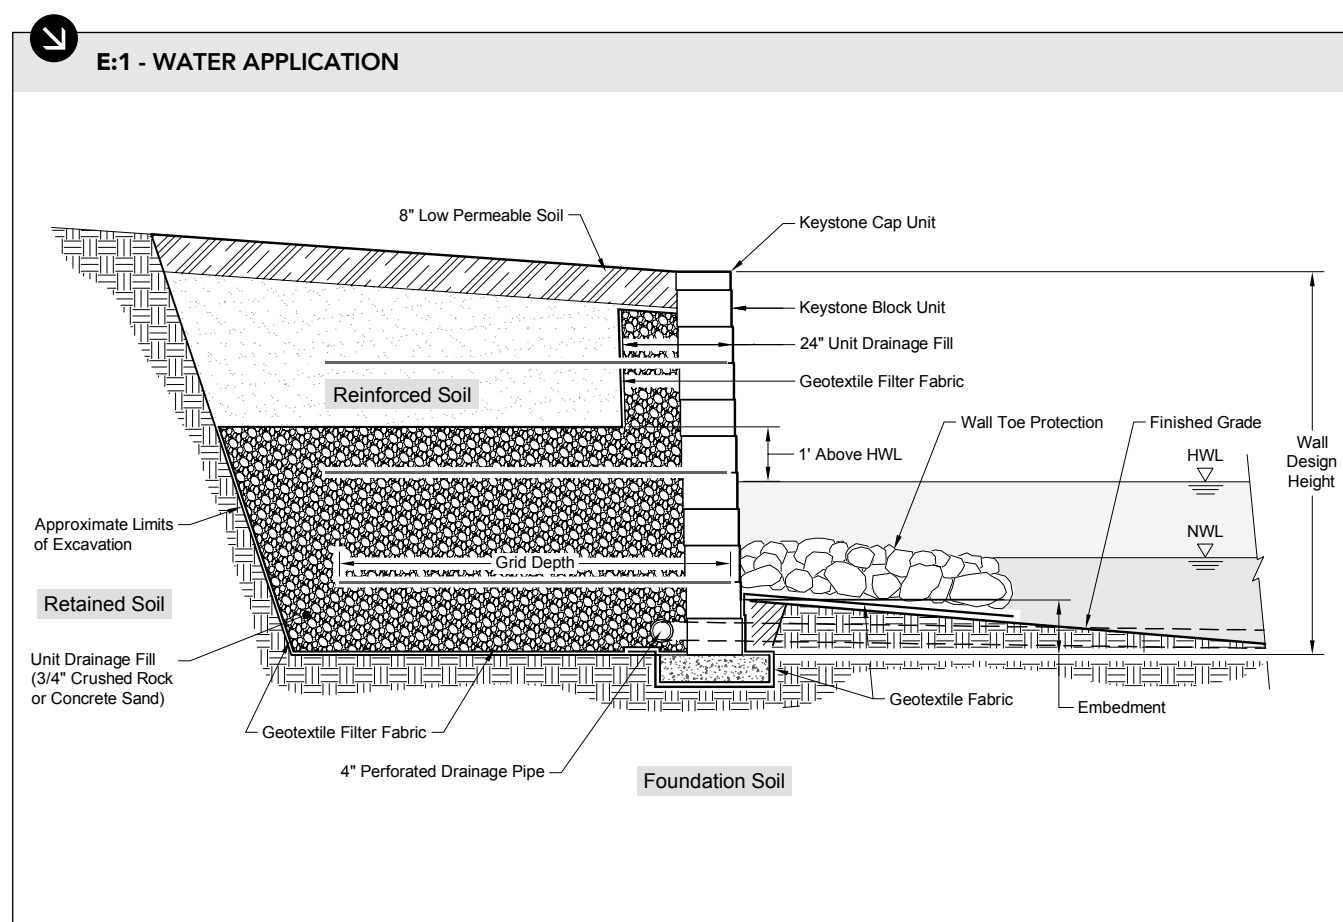 E:1 - WATER APPLICATION
8" Low Permeable Soil
Keystone Cap Unit
Keystone Block Unit
24" Unit Drainage Fill
Geotextile Filter Fabric
Reinforced Soil
Wall Toe Protection
Finished Grade
1' Above HWL
HWL
Wall
Design
Height
Approximate Limits
of Excavation
NWL
Grid Depth
Retained Soil
Unit Drainage Fill
(3/4" Crushed Rock
or Concrete Sand)
Geotextile Fabric
Embedment
Geotextile Filter Fabric
4" Perforated Drainage Pipe
Foundation Soil